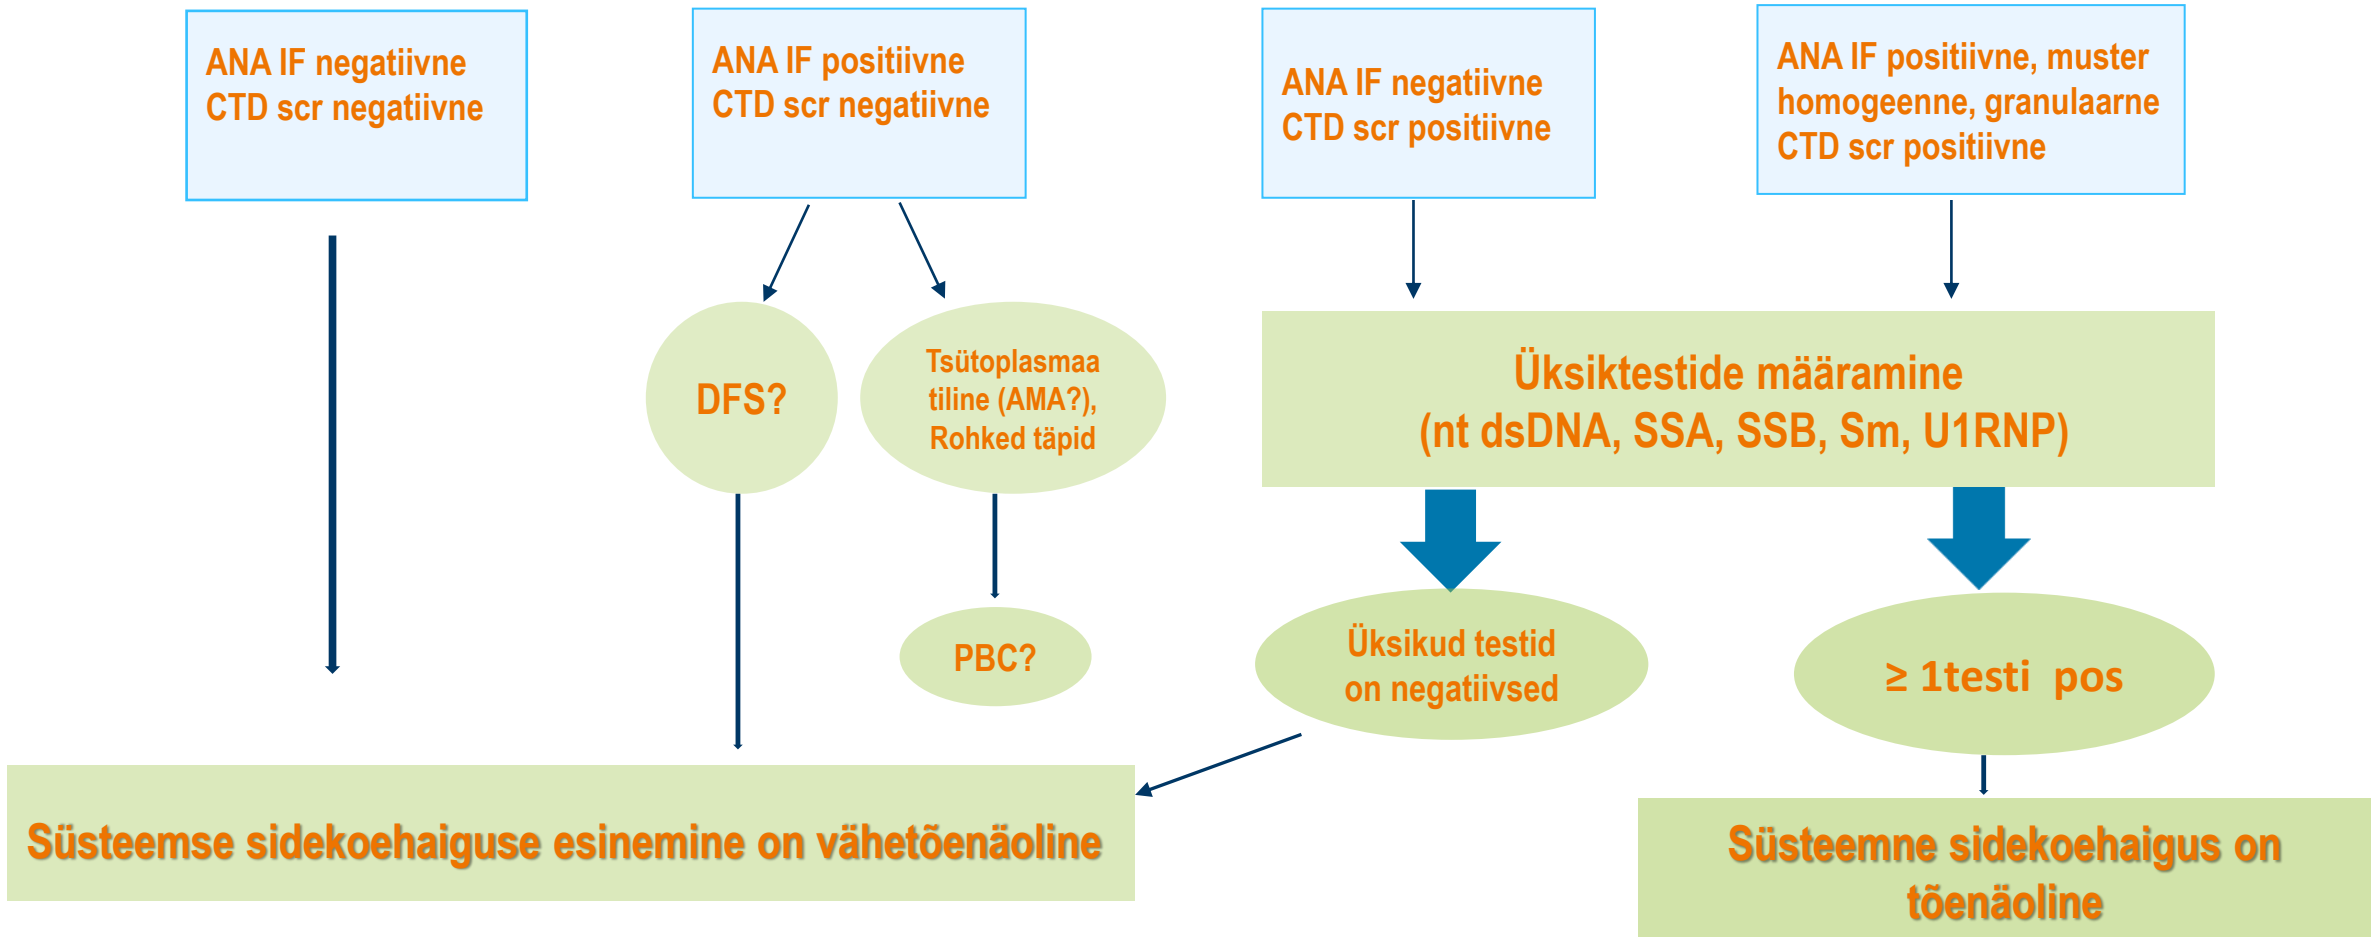 ANA IF negatiivne
CTD scr negatiivne
ANA IF positiivne
CTD scr negatiivne
ANA IF negatiivne
CTD scr positiivne
ANA IF positiivne, muster
homogeenne, granulaarne
CTD scr positiivne
DFS?
Tsütoplasmaa
tiline (AMA?),
Rohked täpid
Üksiktestide määramine
(nt dsDNA, SSA, SSB, Sm, U1RNP)
PBC?
Üksikud testid
on negatiivsed
≥ 1testi pos
Süsteemse sidekoehaiguse esinemine on vähetõenäoline
Süsteemne sidekoehaigus on
tõenäoline